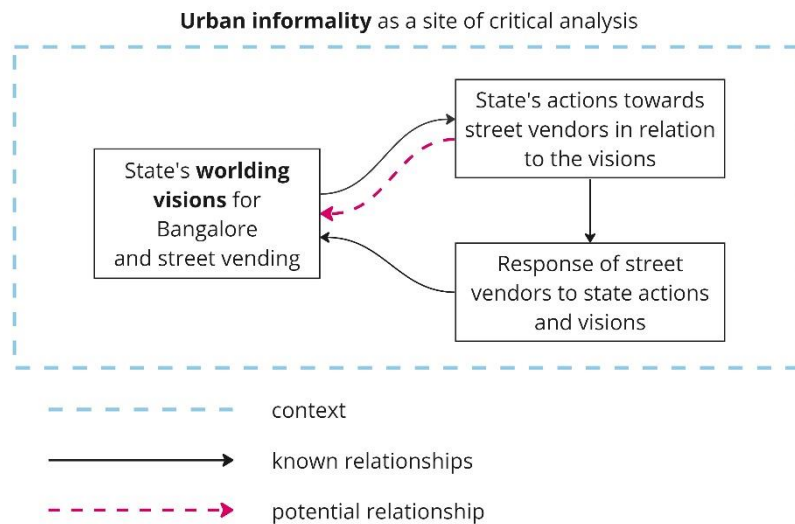 Urban informality as a site of critical analysis
State's worlding
visions for
Bangalore
and street vending
State's actions towards
street vendors in relation
to the visions
Response of street
vendors to state actions
and visions
context
known relationships
potential relationship